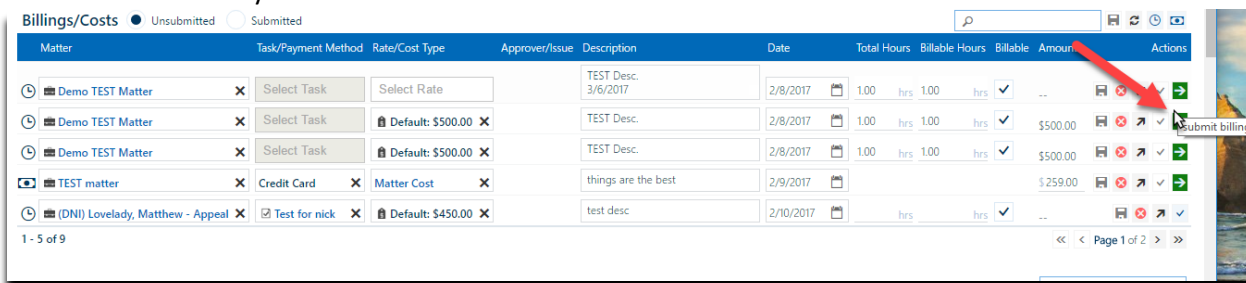 Billings/Costs Unsubmitted Submitted
Matter Task/Payment Method Rate/Cost Type Approver/Issue Description Date Total Hours Billable Hours Billable Amoun Actions
Demo TEST Matter Select Task Select Rate TEST Desc. 2/8/2017 1.00 hrs 1.00 hrs --
3/6/2017
Demo TEST Matter Select Task Default: $500.00 TEST Desc. 2/8/2017 1.00 hrs 1.00 hrs $500.00
submit billing
Demo TEST Matter Select Task Default: $500.00 TEST Desc. 2/8/2017 1.00 hrs 1.00 hrs $500.00
TEST matter Credit Card Matter Cost things are the best 2/9/2017 $259.00
(DNI) Lovelady, Matthew - Appeal Test for nick Default: $450.00 test desc 2/10/2017 hrs hrs --
1 - 5 of 9 Page 1 of 2